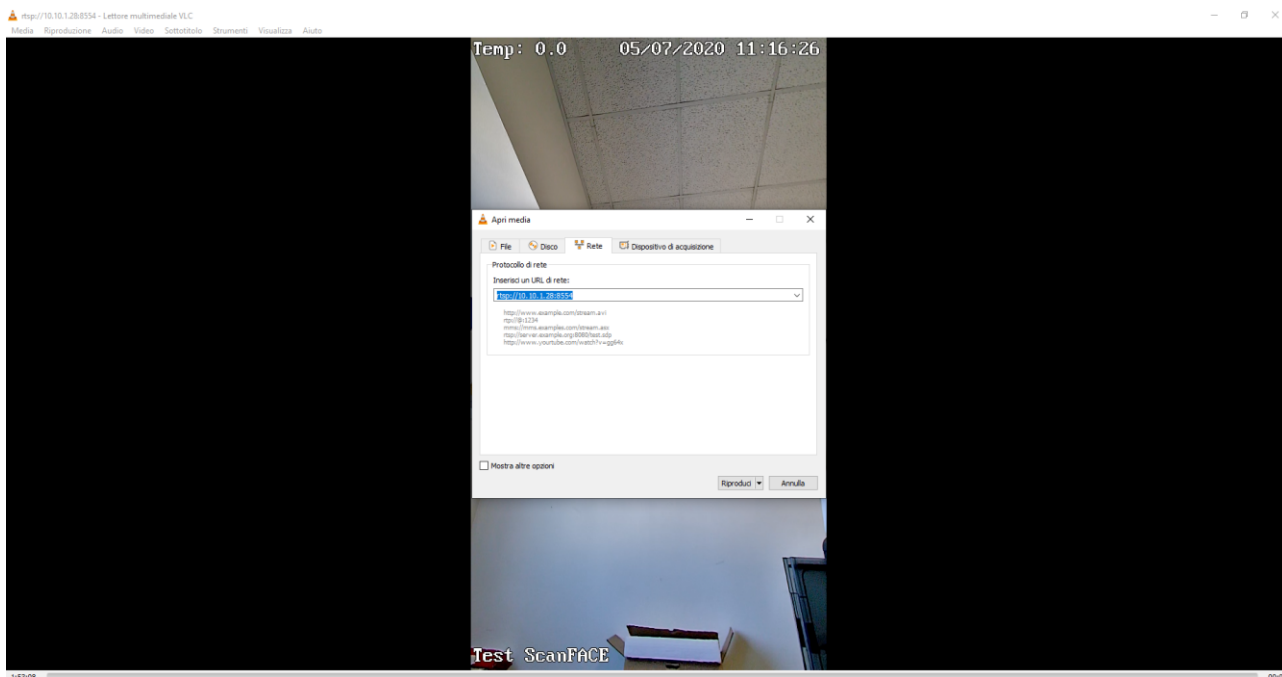 rtsp://10.10.1.28:8554 - Lettore multimediale VLC
Media Riproduzione Audio Video Sottotitolo Strumenti Visualizza Aiuto
Temp: 0.0 05/07/2020 11:16:26
Apri media
File Disco Rete Dispositivo di acquisizione
Protocollo di rete
Inserisci un URL di rete:
rtsp://10.10.1.28:8554
http://www.example.com/stream.avi
rtp://@:1234
mms://mms.examples.com/stream.asx
rtsp://server.example.org:8080/test.sdp
http://www.yourtube.com/watch?v=gg64x
Mostra altre opzioni
Riproduci Annulla
Test ScanFACE